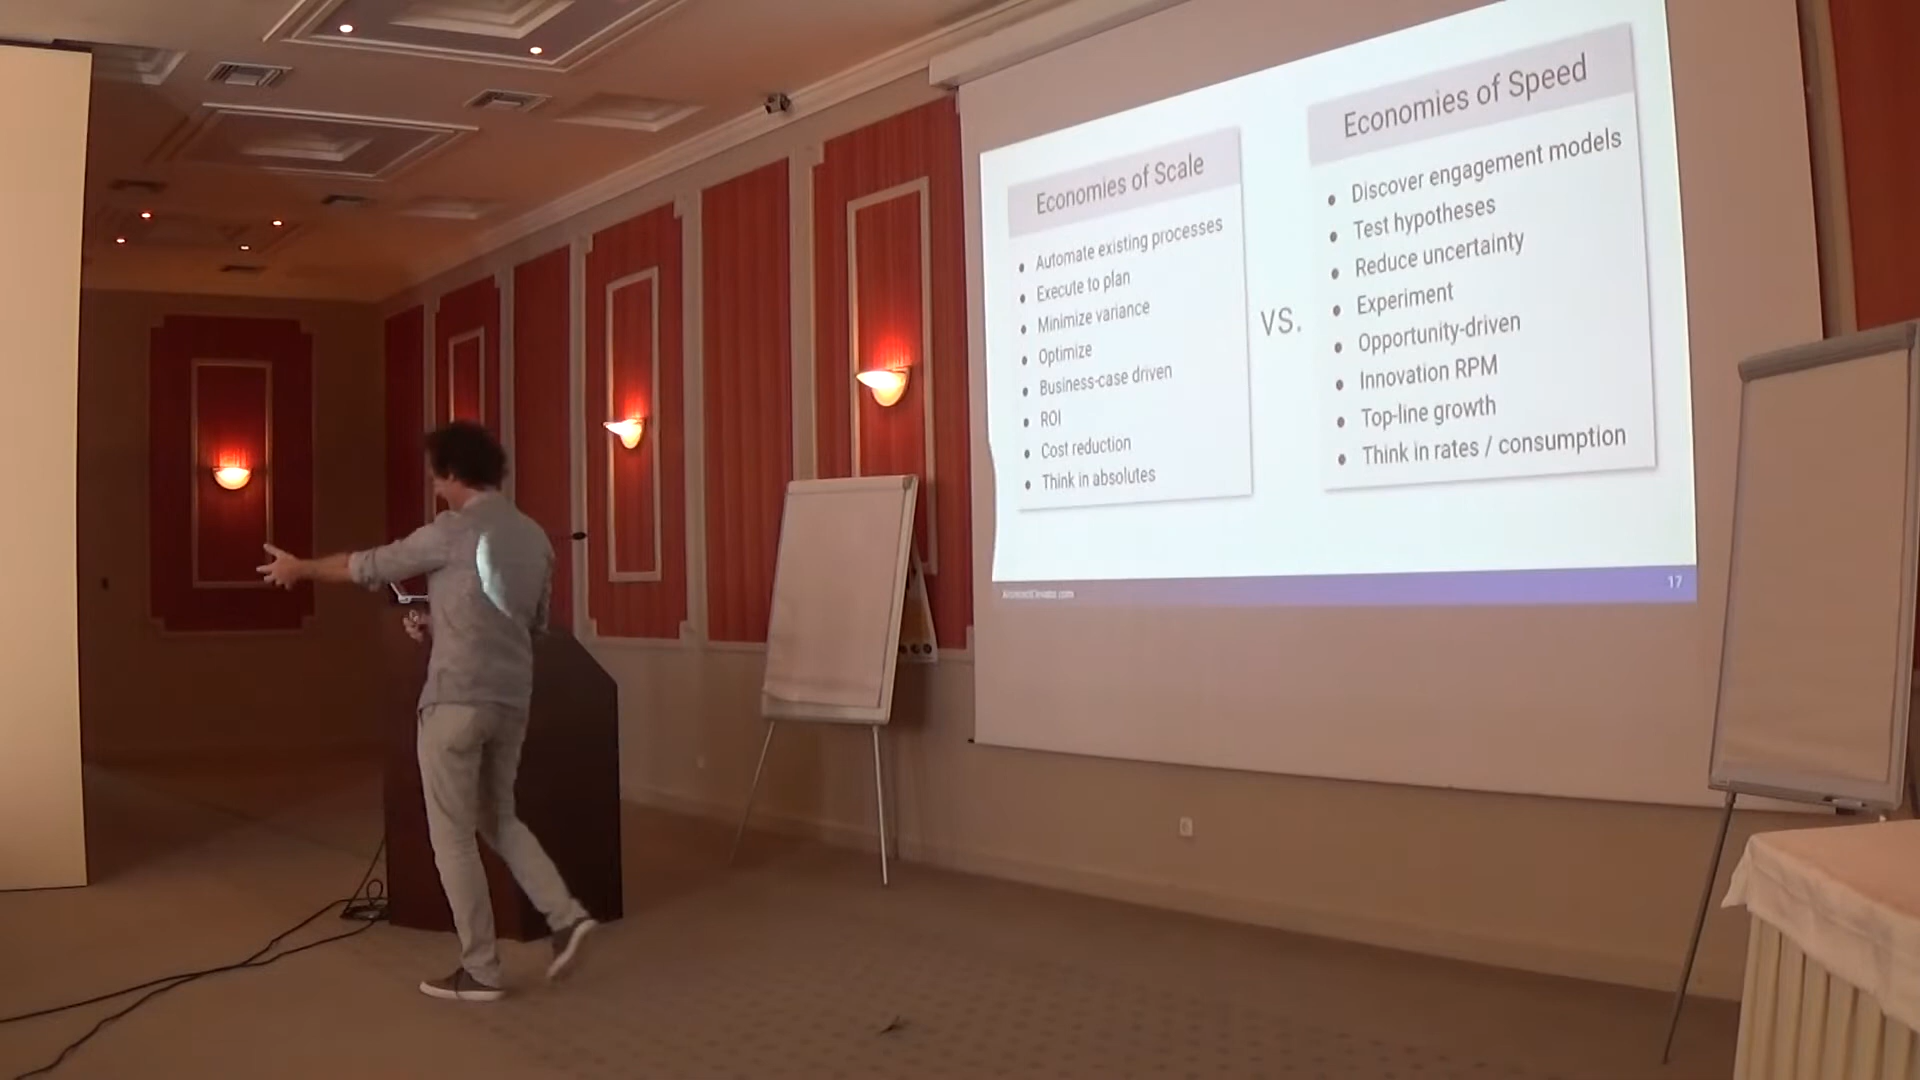 Economies of Scale
Automate existing processes
Execute to plan
Minimize variance
Optimize
Business-case driven
ROI
Cost reduction
Think in absolutes
VS.
Economies of Speed
Discover engagement models
Test hypotheses
Reduce uncertainty
Experiment
Opportunity-driven
Innovation RPM
Top-line growth
Think in rates / consumption
ArchitectElevator.com
17